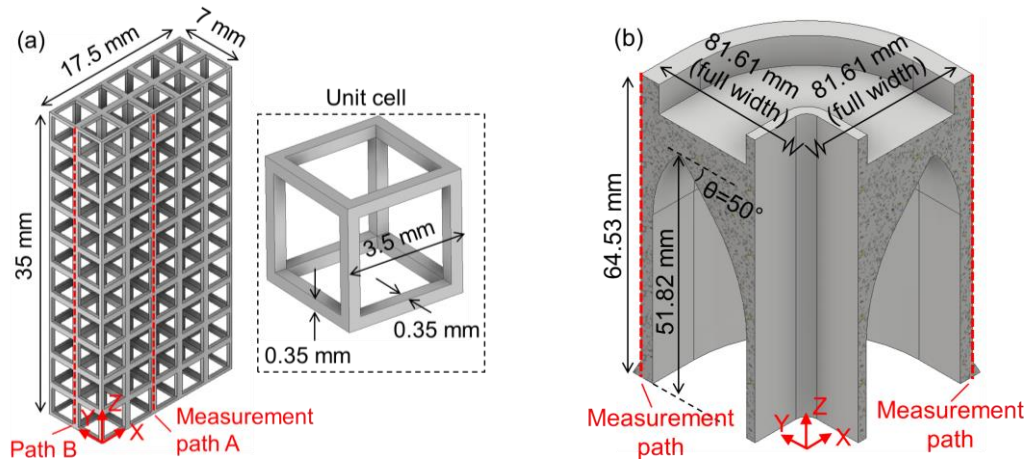 (a)
17.5 mm
7 mm
35 mm
Unit cell
3.5 mm
0.35 mm
0.35 mm
Y
Z
X
Path B
Measurement
path A
(b)
81.61 mm
(full width)
81.61 mm
(full width)
64.53 mm
51.82 mm
θ=50°
Measurement
path
Y
Z
X
Measurement
path